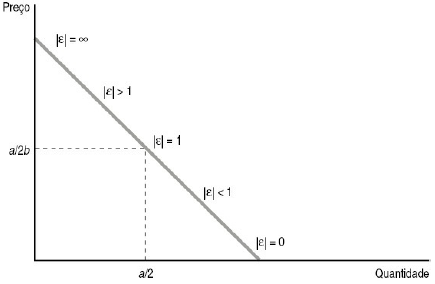 Preço
|ε| = ∞
|ε| > 1
|ε| = 1
a/2b
|ε| < 1
|ε| = 0
a/2
Quantidade